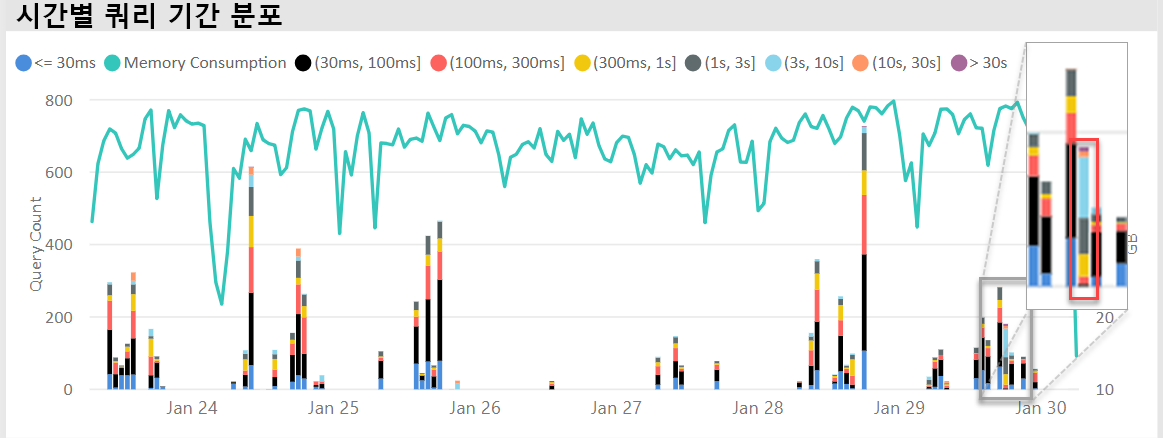 시간별 쿼리 기간 분포
<= 30ms Memory Consumption (30ms, 100ms] (100ms, 300ms] (300ms, 1s] (1s, 3s] (3s, 10s] (10s, 30s] > 30s
800
600
400
200
0
Query Count
GB
20
10
Jan 24 Jan 25 Jan 26 Jan 27 Jan 28 Jan 29 Jan 30